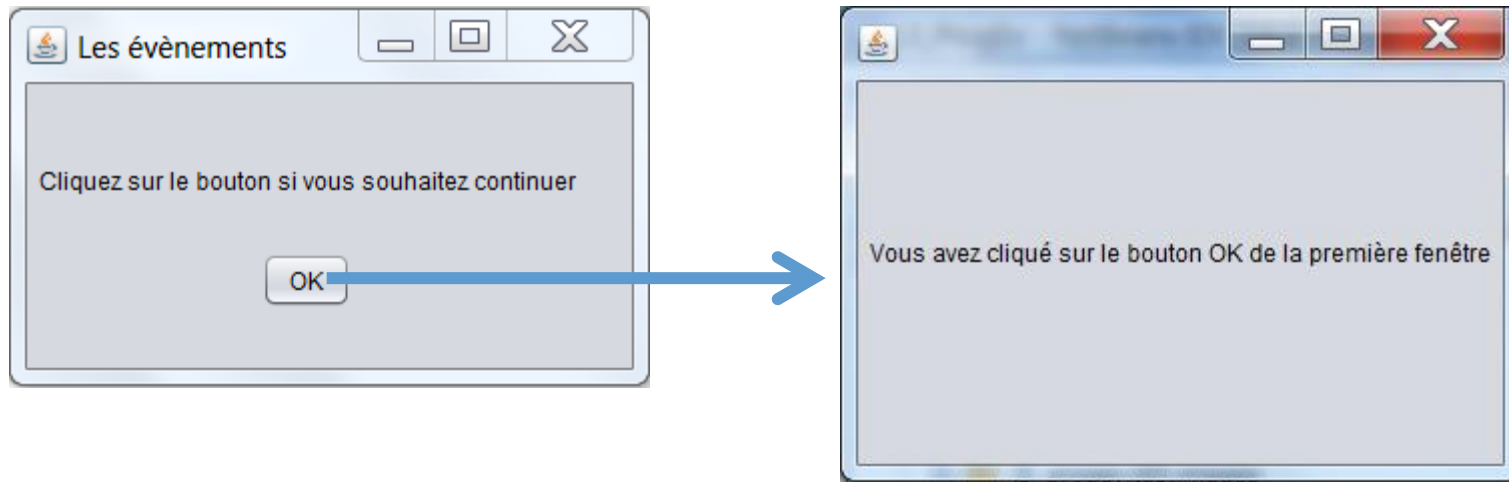 Les évènements
Cliquez sur le bouton si vous souhaitez continuer
OK
Vous avez cliqué sur le bouton OK de la première fenêtre